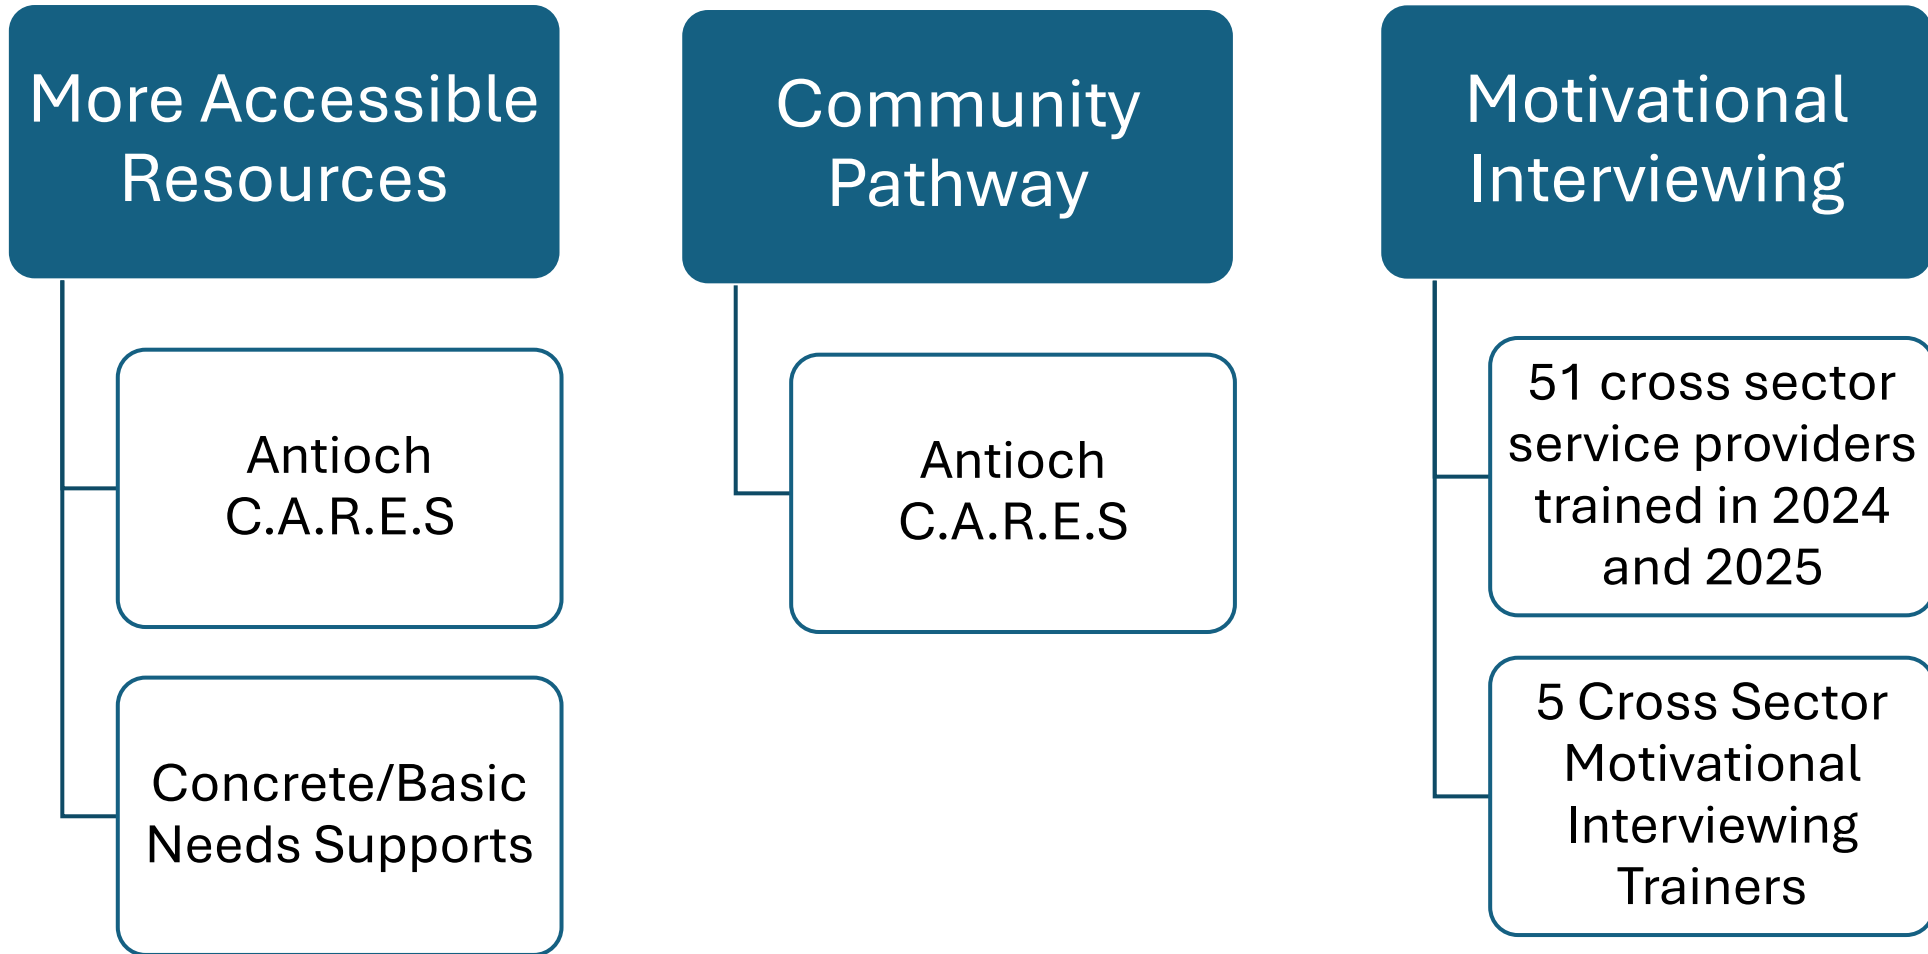 More Accessible
Resources
Antioch
C.A.R.E.S
Concrete/Basic
Needs Supports
Community
Pathway
Antioch
C.A.R.E.S
Motivational
Interviewing
51 cross sector
service providers
trained in 2024
and 2025
5 Cross Sector
Motivational
Interviewing
Trainers